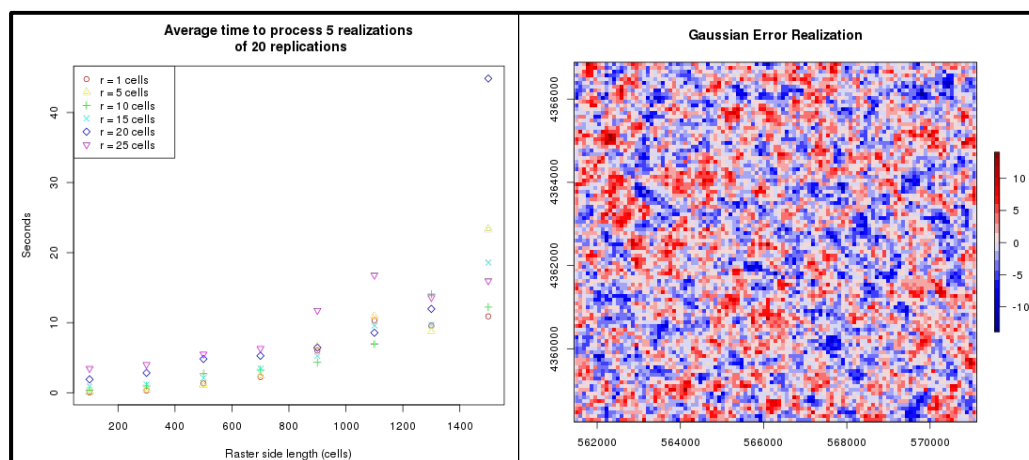 Average time to process 5 realizations
of 20 replications
r = 1 cells
r = 5 cells
r = 10 cells
r = 15 cells
r = 20 cells
r = 25 cells
Seconds
0
10
20
30
40
200 400 600 800 1000 1200 1400
Raster side length (cells)
Gaussian Error Realization
4360000 4362000 4364000 4366000
562000 564000 566000 568000 570000
10
5
0
-5
-10